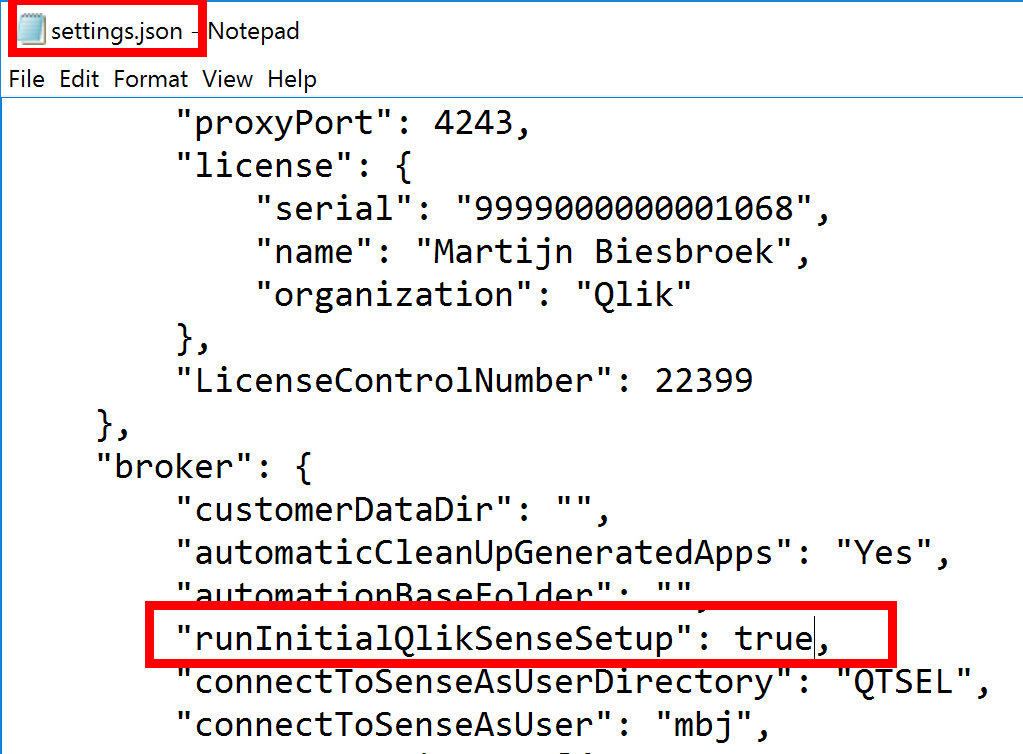 settings.json - Notepad
File Edit Format View Help
"proxyPort": 4243,
"license": {
"serial": "9999000000001068",
"name": "Martijn Biesbroek",
"organization": "Qlik"
},
"LicenseControlNumber": 22399
},
"broker": {
"customerDataDir": "",
"automaticCleanUpGeneratedApps": "Yes",
"automationBaseFolder": "",
"runInitialQlikSenseSetup": true,
"connectToSenseAsUserDirectory": "QTSEL",
"connectToSenseAsUser": "mbj",